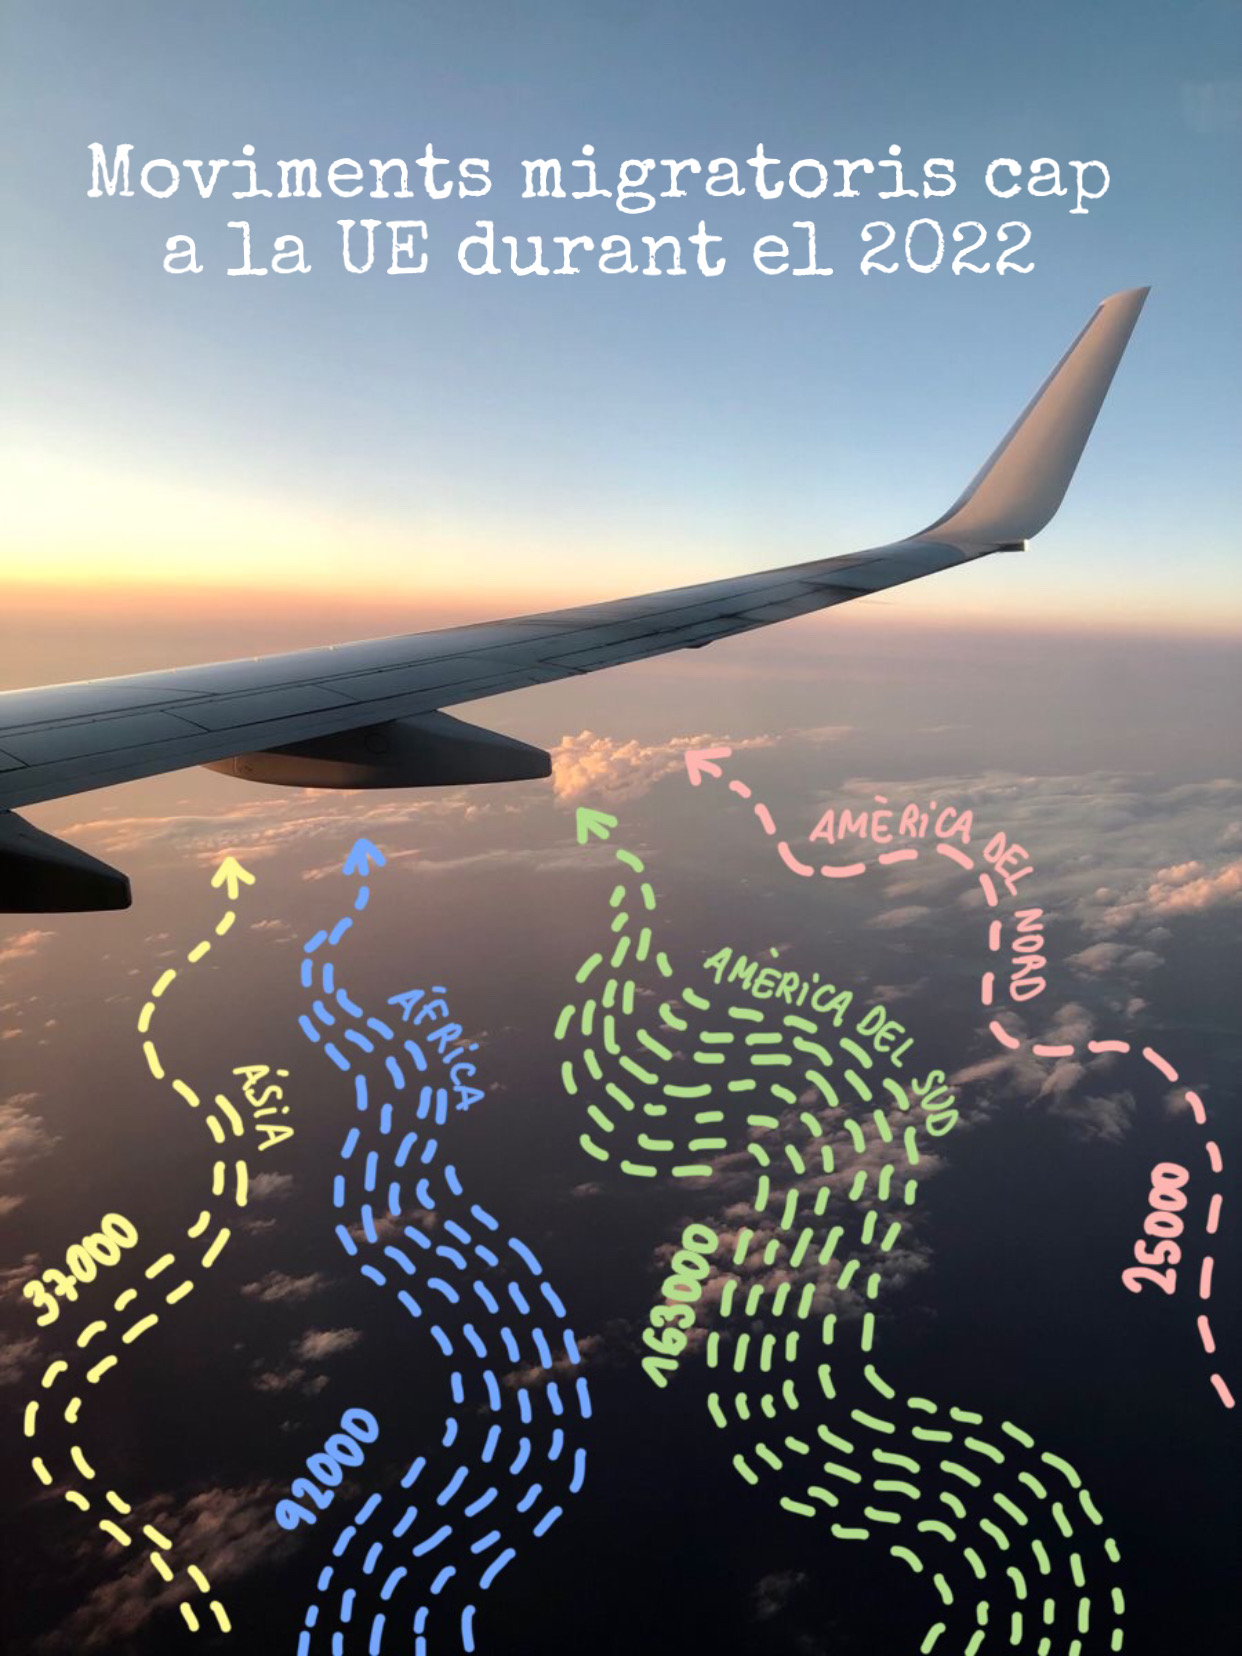 Moviments migratoris cap
a la UE durant el 2022
AMÈRICA DEL NORD
AMÈRICA DEL SUD
ÀFRICA
ÀSIA
25000
37000
163000
92000